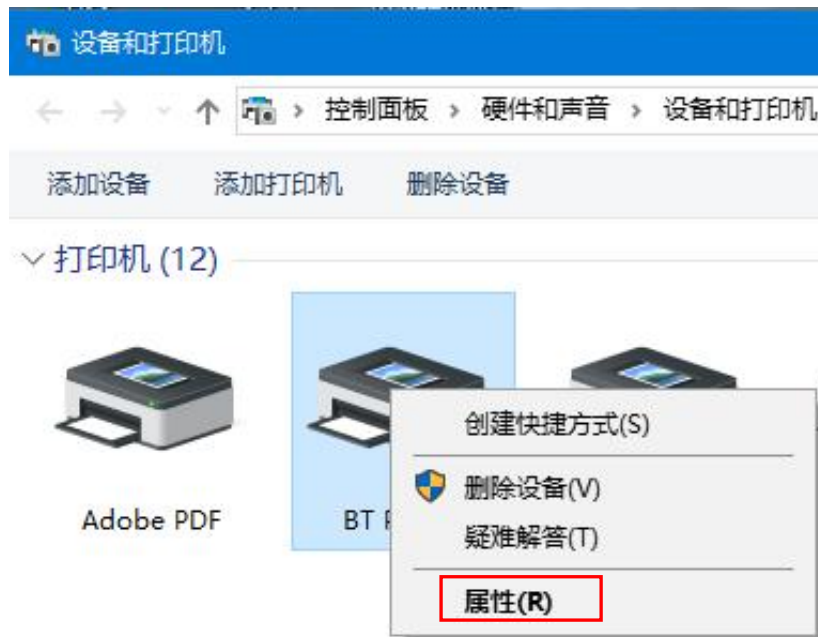 设备和打印机
控制面板 › 硬件和声音 › 设备和打印机
添加设备 添加打印机 删除设备
打印机 (12)
Adobe PDF
BT
创建快捷方式(S)
删除设备(V)
疑难解答(T)
属性(R)